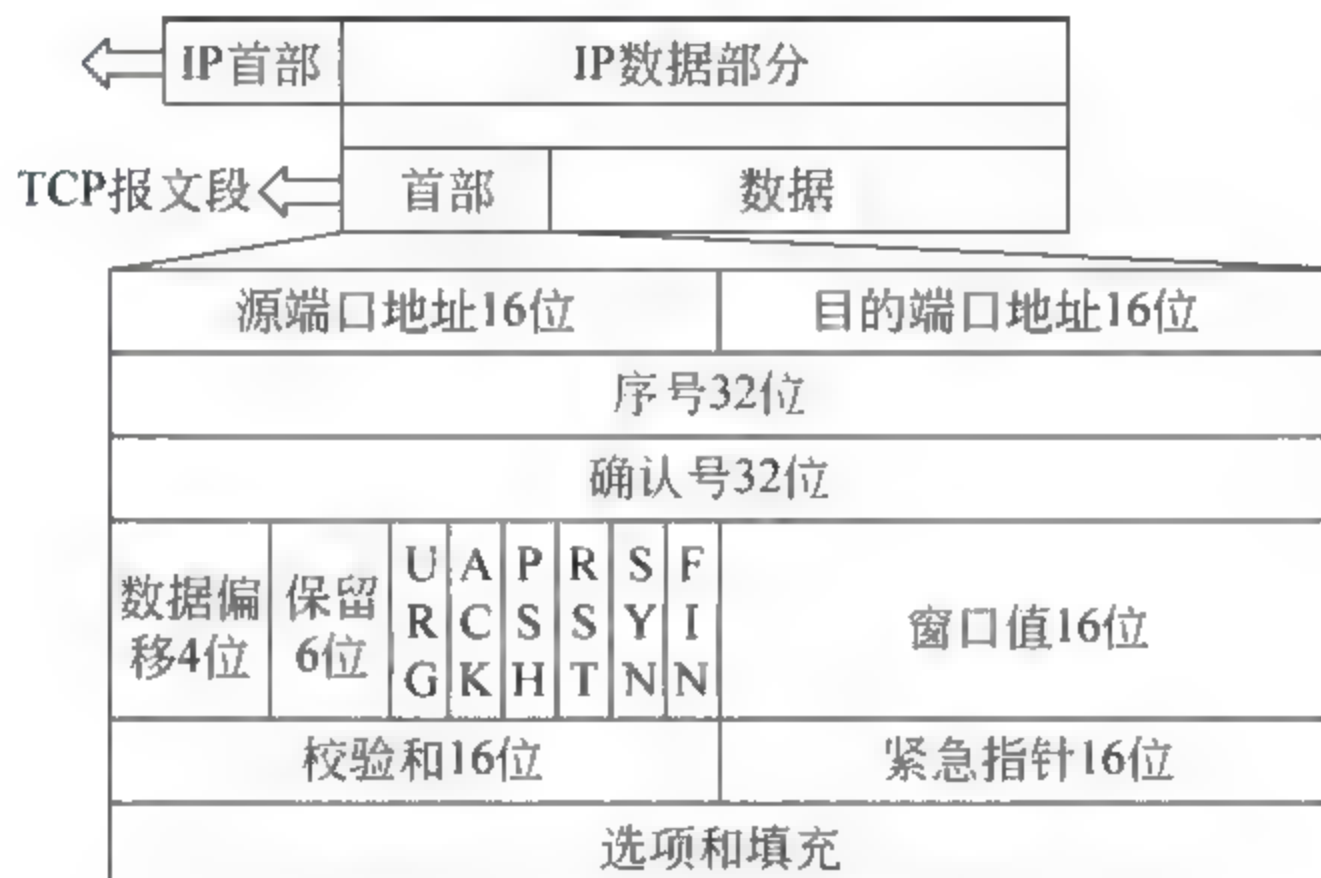 IP首部 IP数据部分
TCP报文段 首部 数据
源端口地址16位 目的端口地址16位
序号32位
确认号32位
数据偏移4位 保留6位 URG ACK PSH RST SYN FIN 窗口值16位
校验和16位 紧急指针16位
选项和填充